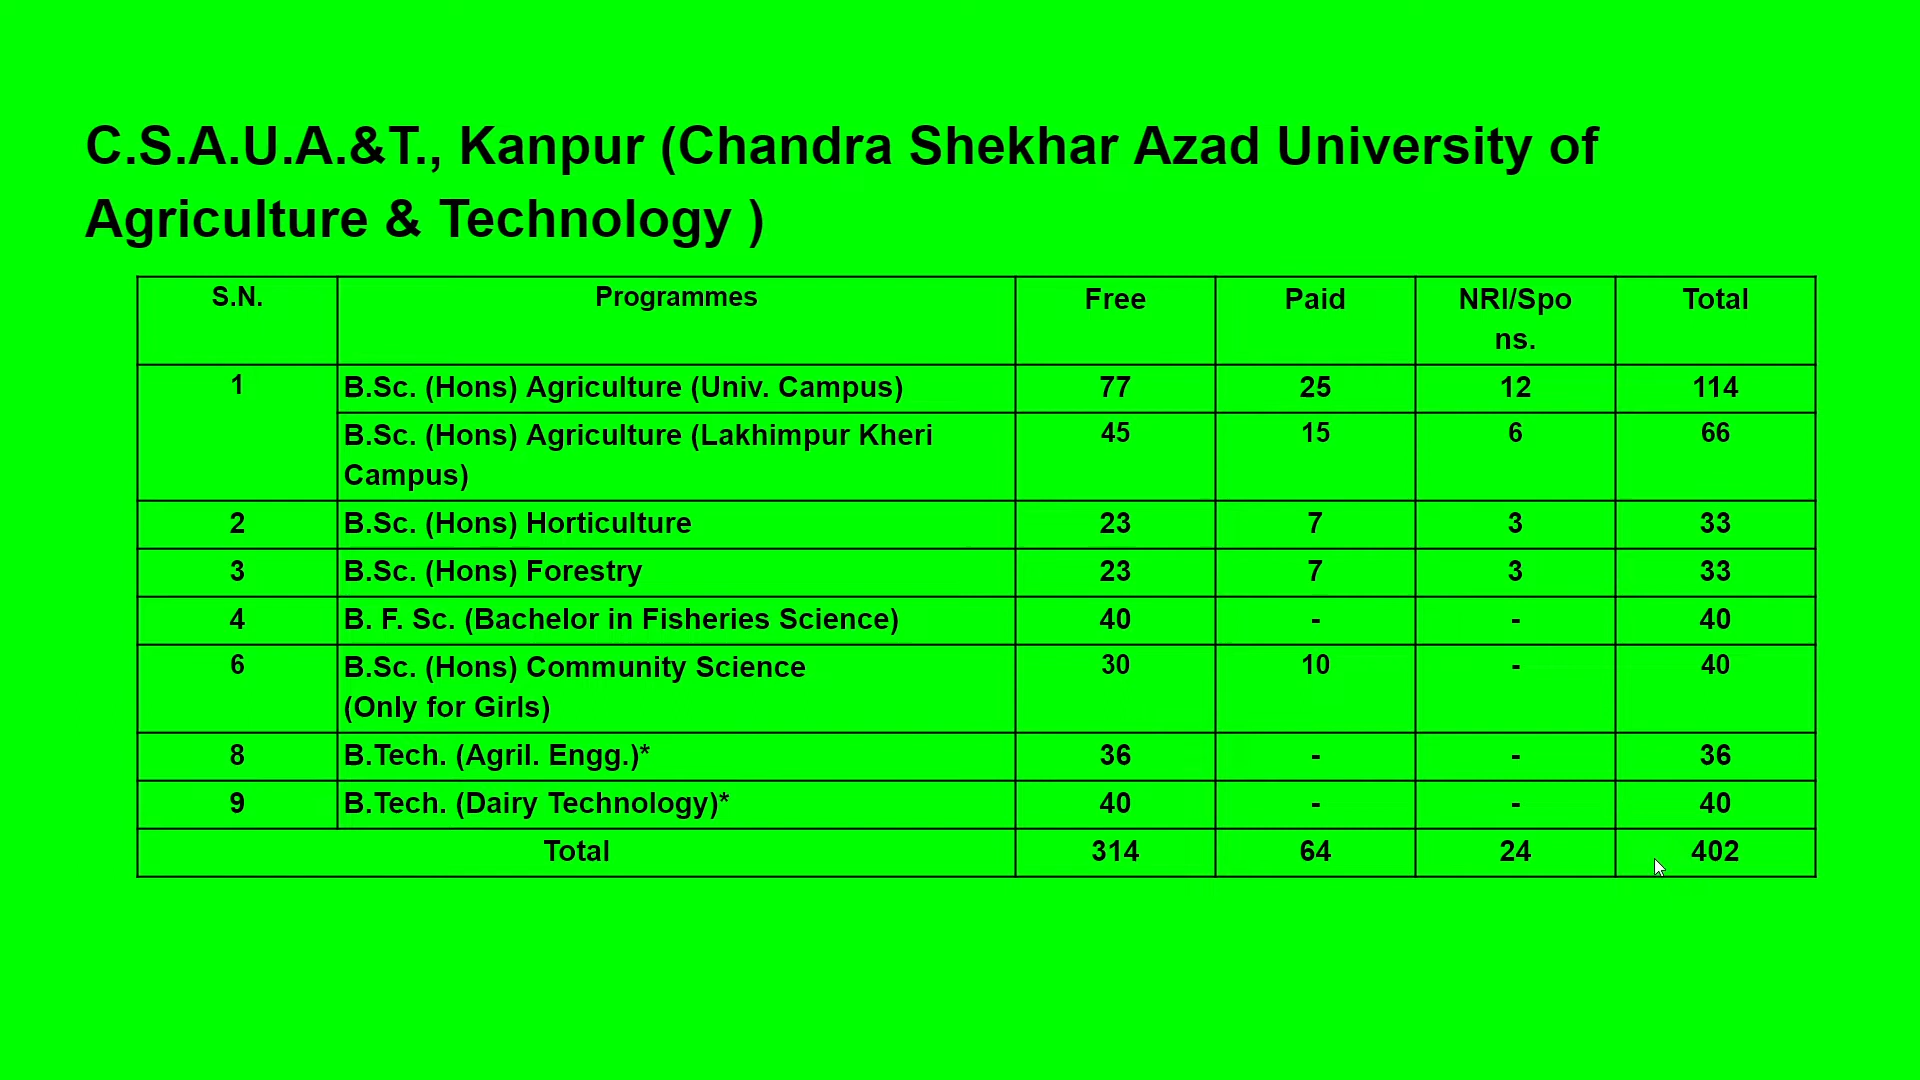 C.S.A.U.A.&T., Kanpur (Chandra Shekhar Azad University of
Agriculture & Technology )
S.N. Programmes Free Paid NRI/Spo
ns. Total
1 B.Sc. (Hons) Agriculture (Univ. Campus) 77 25 12 114
B.Sc. (Hons) Agriculture (Lakhimpur Kheri
Campus) 45 15 6 66
2 B.Sc. (Hons) Horticulture 23 7 3 33
3 B.Sc. (Hons) Forestry 23 7 3 33
4 B. F. Sc. (Bachelor in Fisheries Science) 40 - - 40
6 B.Sc. (Hons) Community Science
(Only for Girls) 30 10 - 40
8 B.Tech. (Agril. Engg.)* 36 - - 36
9 B.Tech. (Dairy Technology)* 40 - - 40
Total 314 64 24 402